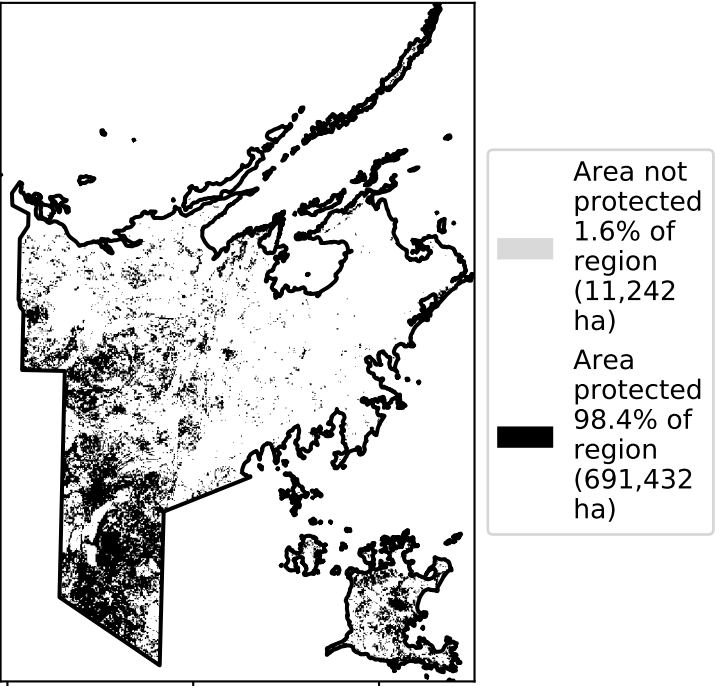 Area not
protected
1.6% of
region
(11,242
ha)
Area
protected
98.4% of
region
(691,432
ha)